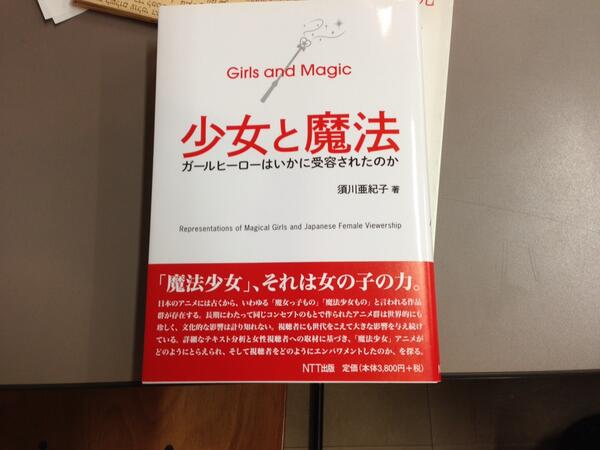 Girls and Magic
少女と魔法
ガールヒーローはいかに受容されたのか
須川亜紀子 著
Representations of Magical Girls and Japanese Female Viewership
「魔法少女」、それは女の子の力。
日本のアニメには古くから、いわゆる「魔女っ子もの」「魔法少女もの」と言われる作品
群が存在する。長期にわたって同じコンセプトのもとで作られたアニメ群は世界的にも
珍しく、文化的な影響は計り知れない。視聴者にも世代をこえて大きな影響を与え続け
ている。詳細なテキスト分析と女性視聴者への取材に基づき、「魔法少女」アニメが
どのようにとらえられ、そして視聴者をどのようにエンパワメントしたのか、を探る。
NTT出版 定価(本体3,800円+税)